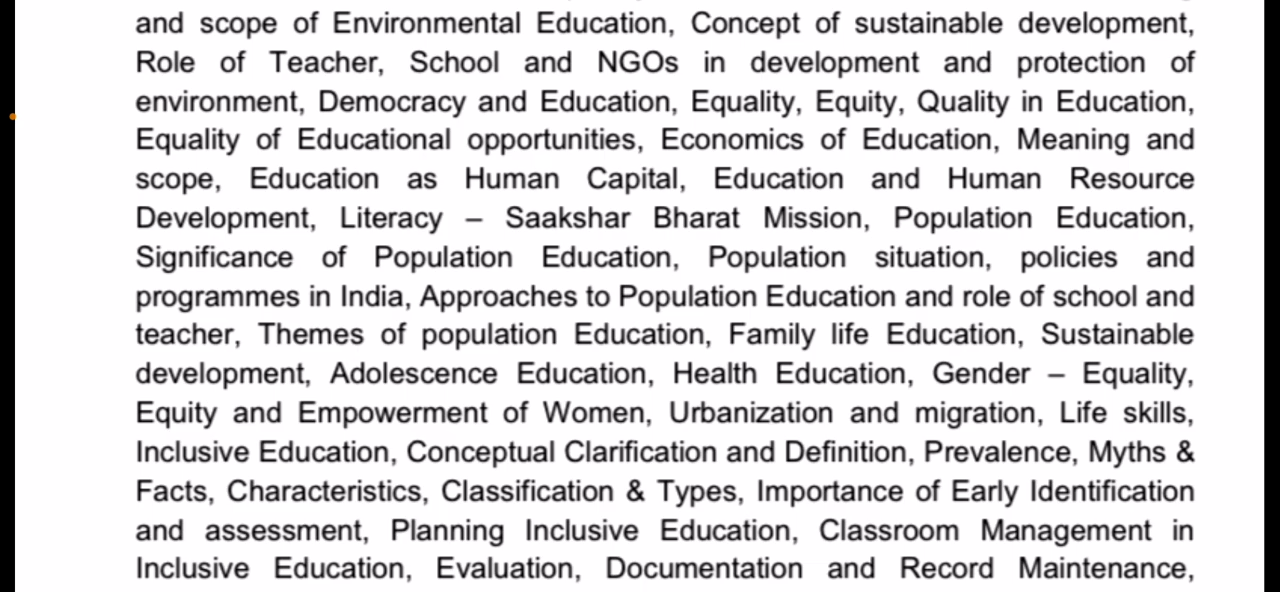 and scope of Environmental Education, Concept of sustainable development,
Role of Teacher, School and NGOs in development and protection of
environment, Democracy and Education, Equality, Equity, Quality in Education,
Equality of Educational opportunities, Economics of Education, Meaning and
scope, Education as Human Capital, Education and Human Resource
Development, Literacy – Saakshar Bharat Mission, Population Education,
Significance of Population Education, Population situation, policies and
programmes in India, Approaches to Population Education and role of school and
teacher, Themes of population Education, Family life Education, Sustainable
development, Adolescence Education, Health Education, Gender – Equality,
Equity and Empowerment of Women, Urbanization and migration, Life skills,
Inclusive Education, Conceptual Clarification and Definition, Prevalence, Myths &
Facts, Characteristics, Classification & Types, Importance of Early Identification
and assessment, Planning Inclusive Education, Classroom Management in
Inclusive Education, Evaluation, Documentation and Record Maintenance,